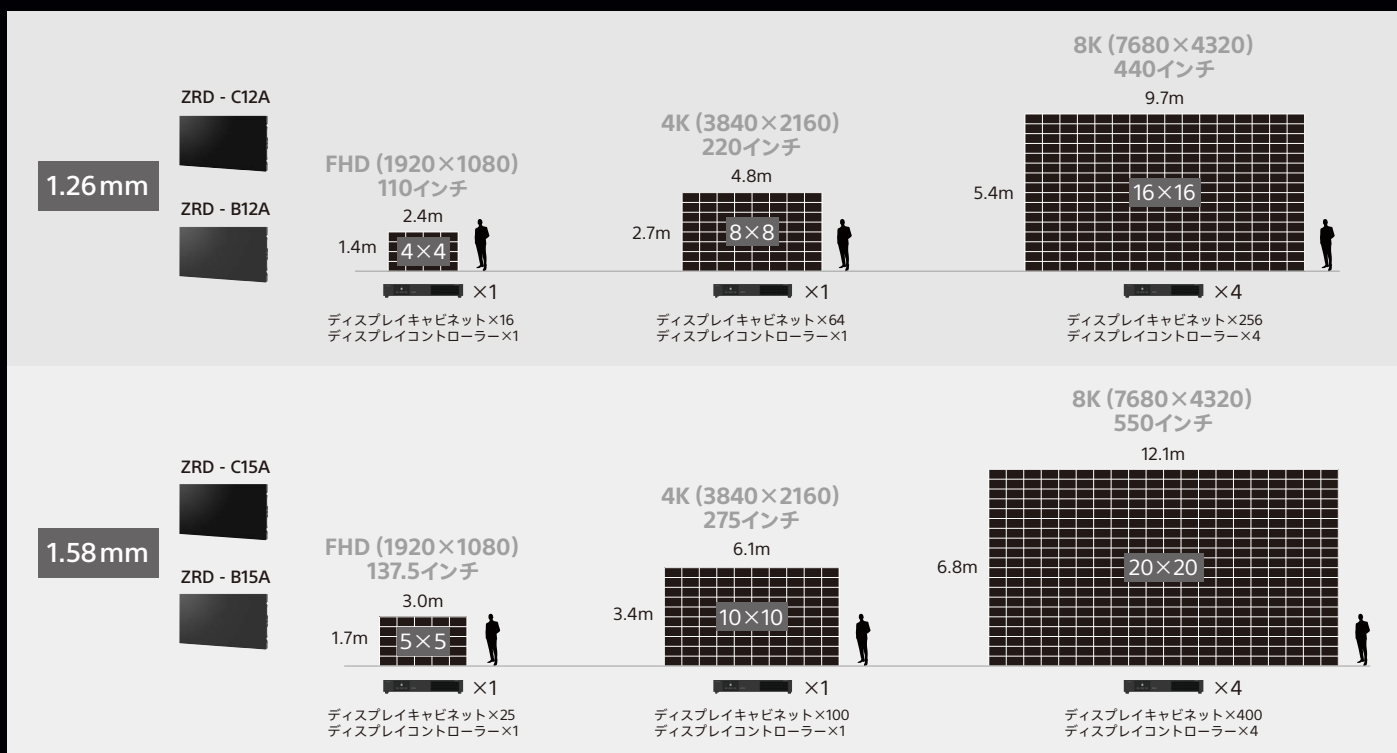 1.26mm
ZRD - C12A
ZRD - B12A
FHD (1920×1080)
110インチ
2.4m
1.4m
4×4
×1
ディスプレイキャビネット×16
ディスプレイコントローラー×1
4K (3840×2160)
220インチ
4.8m
2.7m
8×8
×1
ディスプレイキャビネット×64
ディスプレイコントローラー×1
8K (7680×4320)
440インチ
9.7m
5.4m
16×16
×4
ディスプレイキャビネット×256
ディスプレイコントローラー×4
1.58mm
ZRD - C15A
ZRD - B15A
FHD (1920×1080)
137.5インチ
3.0m
1.7m
5×5
×1
ディスプレイキャビネット×25
ディスプレイコントローラー×1
4K (3840×2160)
275インチ
6.1m
3.4m
10×10
×1
ディスプレイキャビネット×100
ディスプレイコントローラー×1
8K (7680×4320)
550インチ
12.1m
6.8m
20×20
×4
ディスプレイキャビネット×400
ディスプレイコントローラー×4